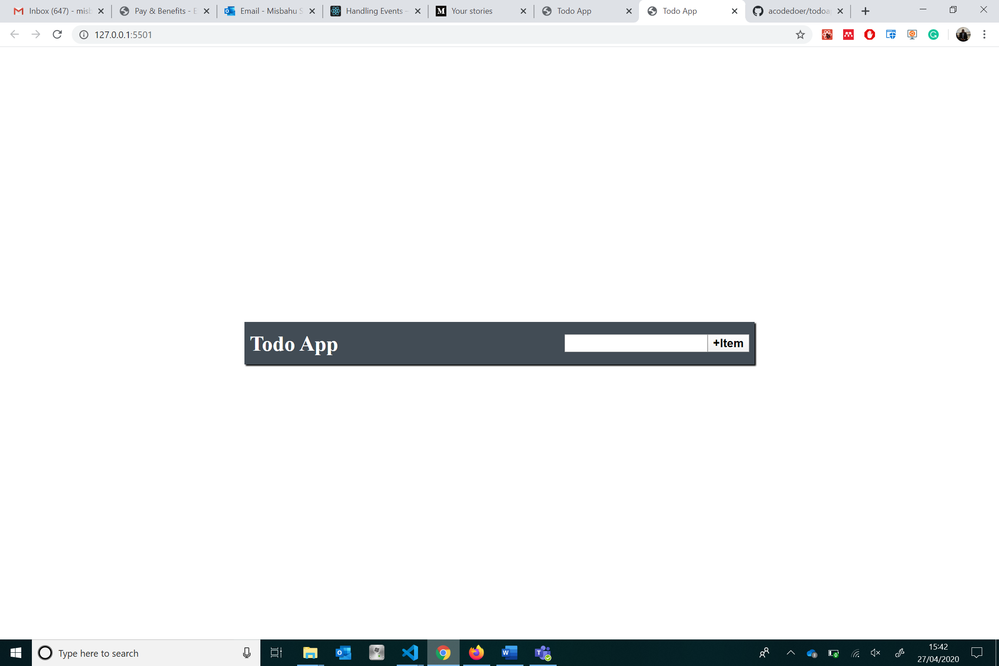 Inbox (647) - misb
Pay & Benefits - E
Email - Misbahu S
Handling Events –
M
Your stories
Todo App
Todo App
acodedoer/todoa
127.0.0.1:5501
Todo App
+Item
Type here to search
15:42
27/04/2020